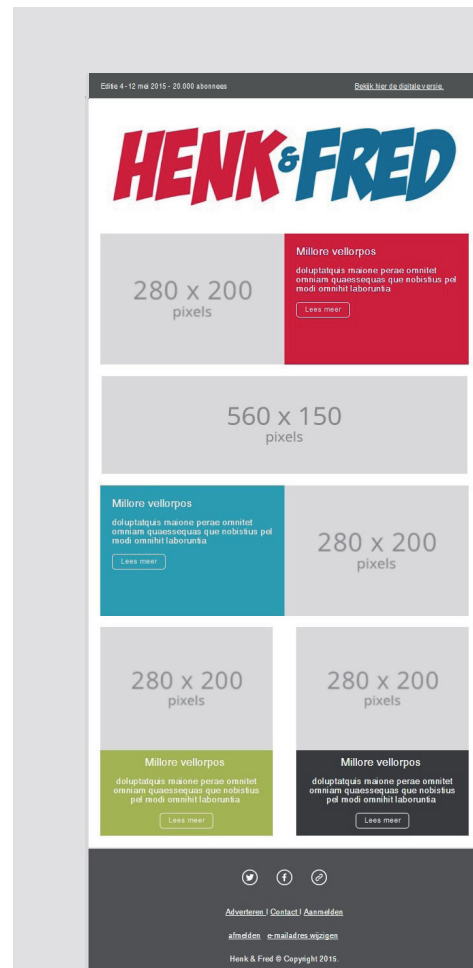 Editie 4 - 12 mei 2015 - 20.000 abonnees
Bekijk hier de digitale versie.
HENK & FRED
280 x 200
pixels
Millore vellorpos
doluptatquis maione perae omnitet
omniam quaessequas que nobistius pel
modi omnihit laboruntia
Lees meer
560 x 150
pixels
Millore vellorpos
doluptatquis maione perae omnitet
omniam quaessequas que nobistius pel
modi omnihit laboruntia
Lees meer
280 x 200
pixels
280 x 200
pixels
Millore vellorpos
doluptatquis maione perae omnitet
omniam quaessequas que nobistius
pel modi omnihit laboruntia
Lees meer
280 x 200
pixels
Millore vellorpos
doluptatquis maione perae omnitet
omniam quaessequas que nobistius
pel modi omnihit laboruntia
Lees meer
Adverteren | Contact | Aanmelden
afmelden e-mailadres wijzigen
Henk & Fred © Copyright 2015.